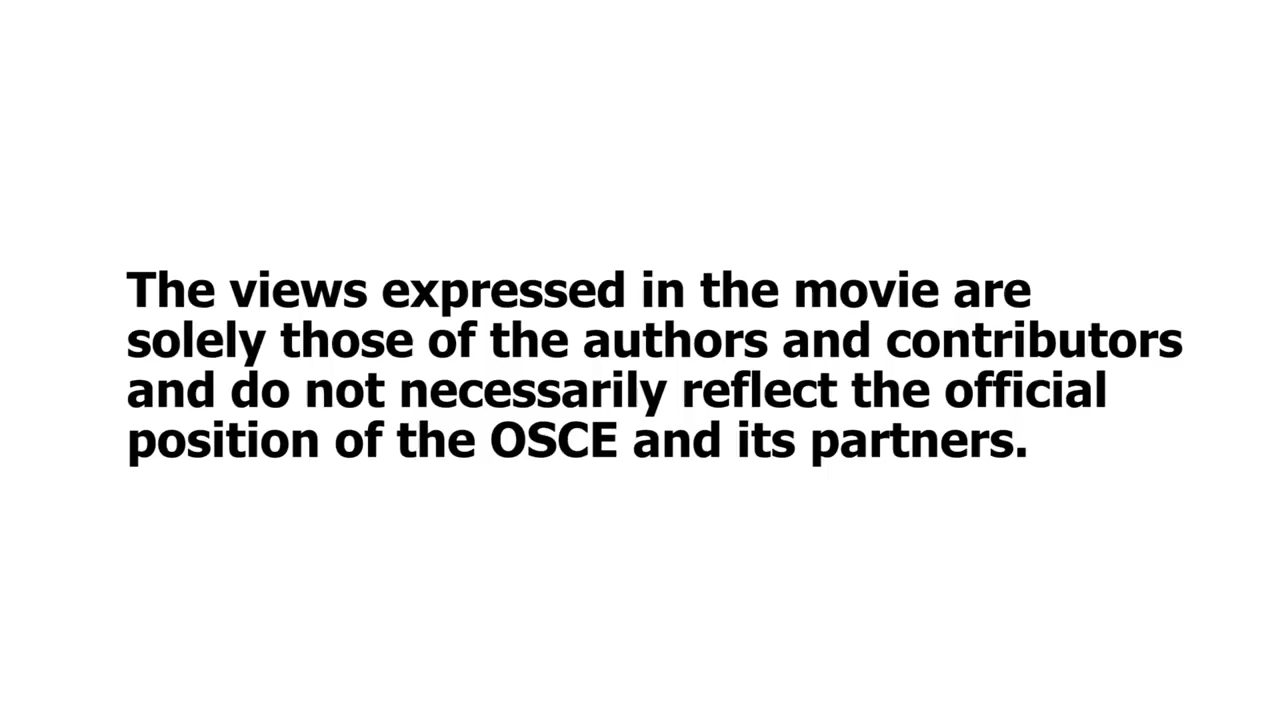 The views expressed in the movie are
solely those of the authors and contributors
and do not necessarily reflect the official
position of the OSCE and its partners.